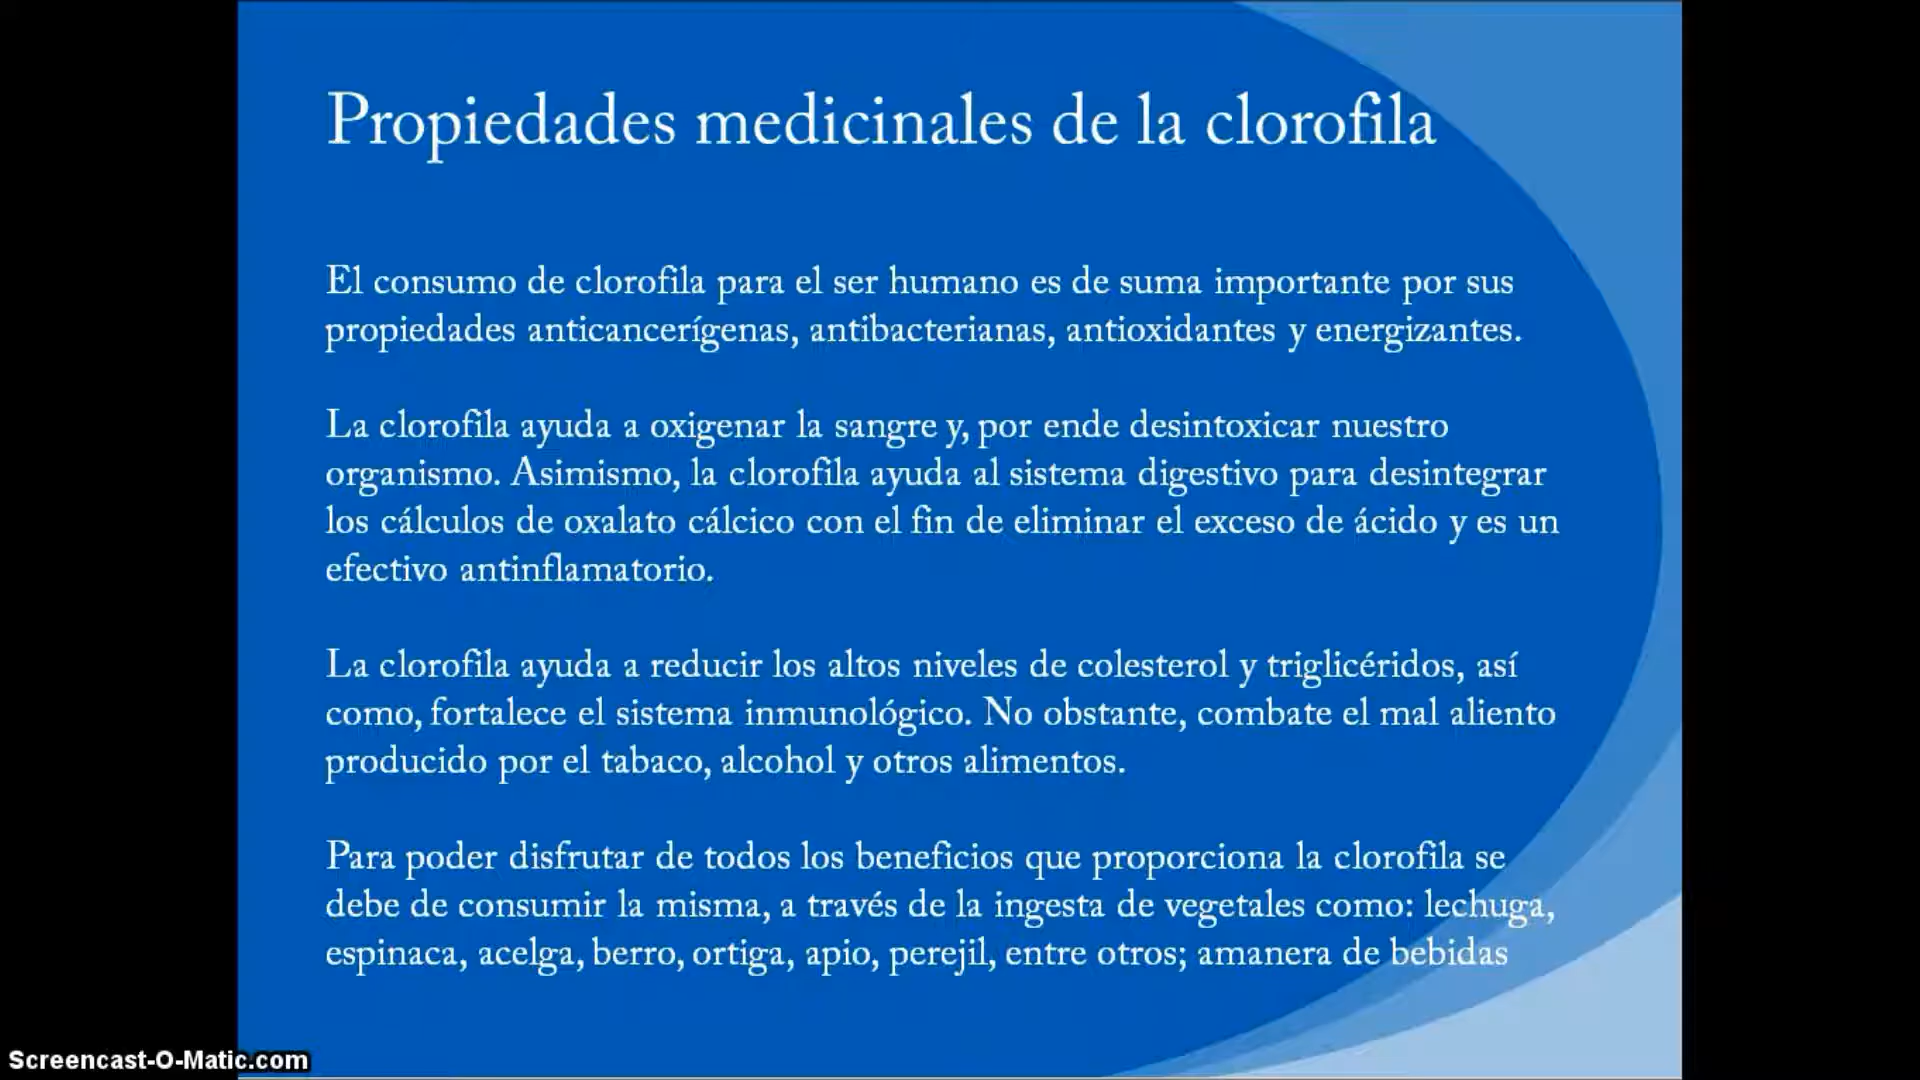 Propiedades medicinales de la clorofila
El consumo de clorofila para el ser humano es de suma importante por sus
propiedades anticancerígenas, antibacterianas, antioxidantes y energizantes.
La clorofila ayuda a oxigenar la sangre y, por ende desintoxicar nuestro
organismo. Asimismo, la clorofila ayuda al sistema digestivo para desintegrar
los cálculos de oxalato cálcico con el fin de eliminar el exceso de ácido y es un
efectivo antinflamatorio.
La clorofila ayuda a reducir los altos niveles de colesterol y triglicéridos, así
como, fortalece el sistema inmunológico. No obstante, combate el mal aliento
producido por el tabaco, alcohol y otros alimentos.
Para poder disfrutar de todos los beneficios que proporciona la clorofila se
debe de consumir la misma, a través de la ingesta de vegetales como: lechuga,
espinaca, acelga, berro, ortiga, apio, perejil, entre otros; amanera de bebidas
Screencast-O-Matic.com